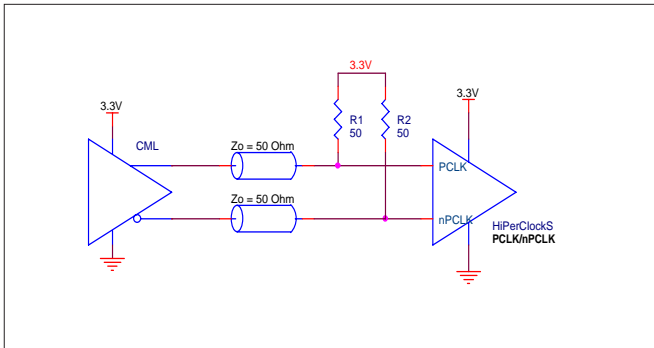 3.3V
3.3V
3.3V
R1
50
R2
50
CML
Zo = 50 Ohm
PCLK
Zo = 50 Ohm
nPCLK
HiPerClockS
PCLK/nPCLK